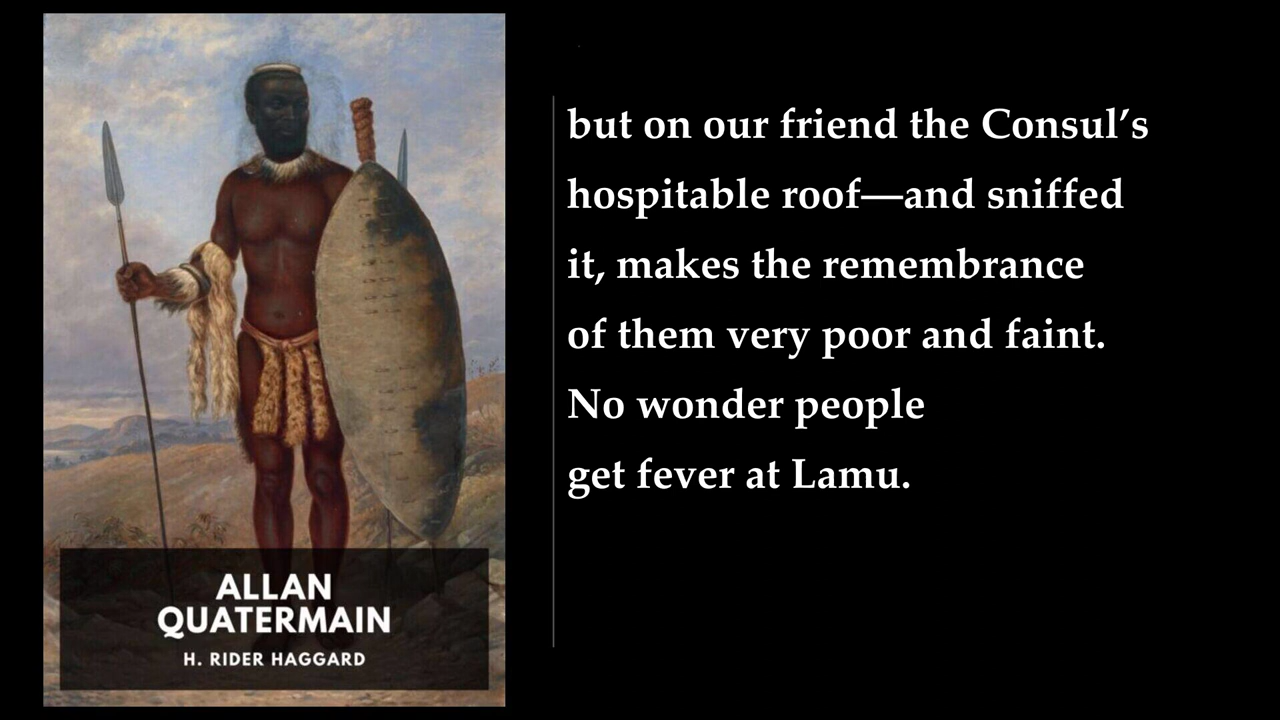 but on our friend the Consul’s
hospitable roof—and sniffed
it, makes the remembrance
of them very poor and faint.
No wonder people
get fever at Lamu.
ALLAN
QUATERMAIN
H. RIDER HAGGARD